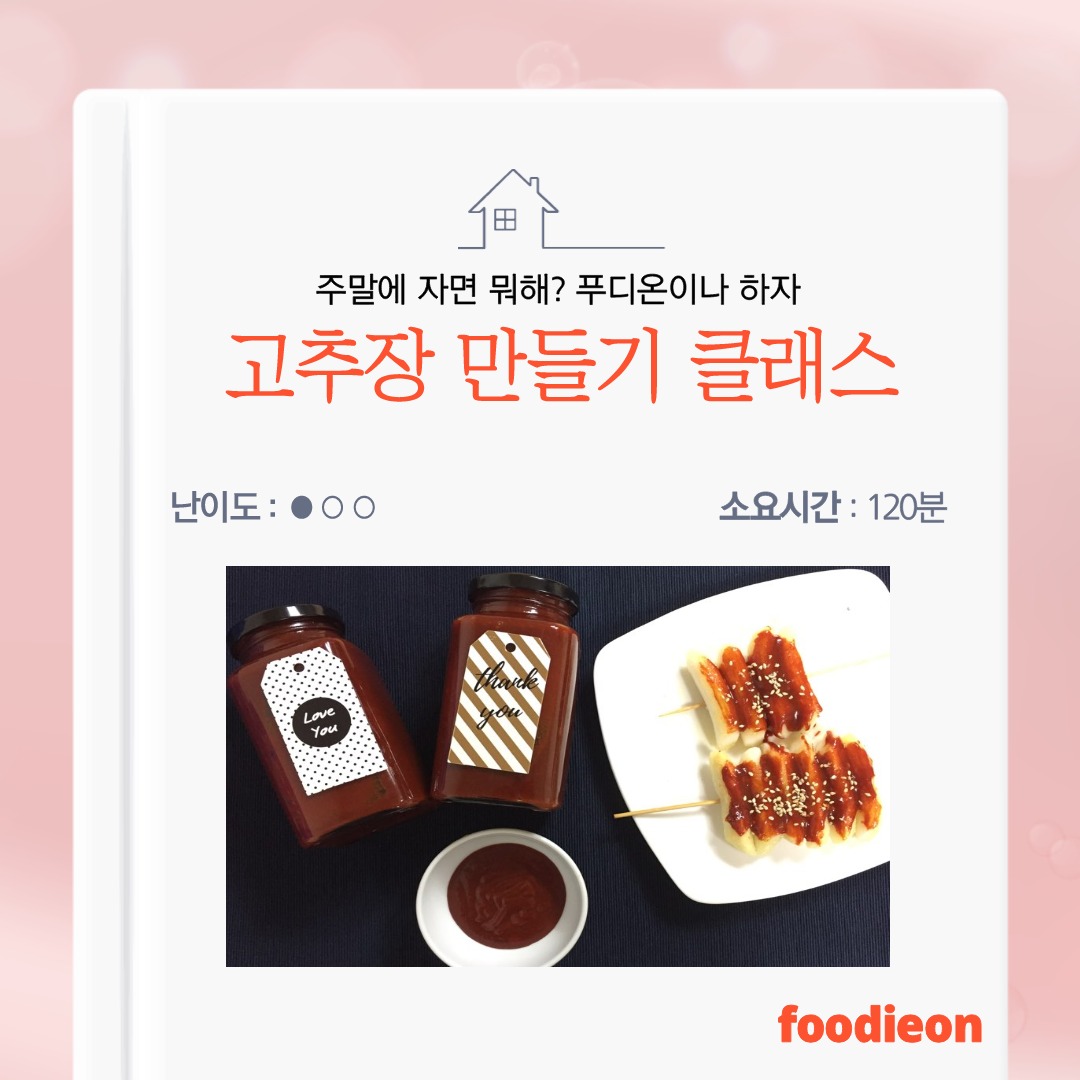 주말에 자면 뭐해? 푸디온이나 하자
고추장 만들기 클래스
난이도 : ● ○ ○
소요시간 : 120분
Love
You
thank
you
foodieon